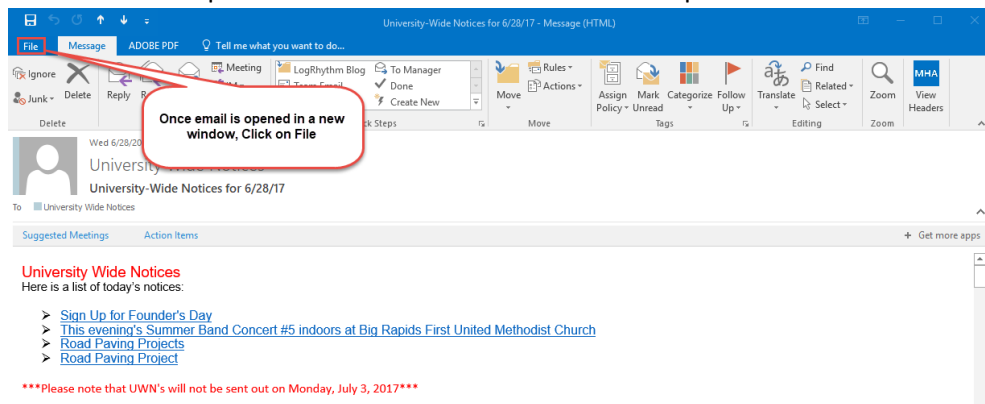 University-Wide Notices for 6/28/17 - Message (HTML)
File Message ADOBE PDF Tell me what you want to do...
Ignore
Junk
Delete
Reply
Meeting
LogRhythm Blog
To Manager
Team Email
Done
Create New
Move
Rules
Actions
Assign Policy
Mark Unread
Categorize
Follow Up
Translate
Find
Related
Select
Zoom
MHA
View Headers
Delete Steps Move Tags Editing Zoom
Once email is opened in a new
window, Click on File
Wed 6/28/20
University-Wide Notices
University-Wide Notices for 6/28/17
To University Wide Notices
Suggested Meetings Action Items + Get more apps
University Wide Notices
Here is a list of today's notices:
➢ Sign Up for Founder's Day
➢ This evening's Summer Band Concert #5 indoors at Big Rapids First United Methodist Church
➢ Road Paving Projects
➢ Road Paving Project
***Please note that UWN's will not be sent out on Monday, July 3, 2017***